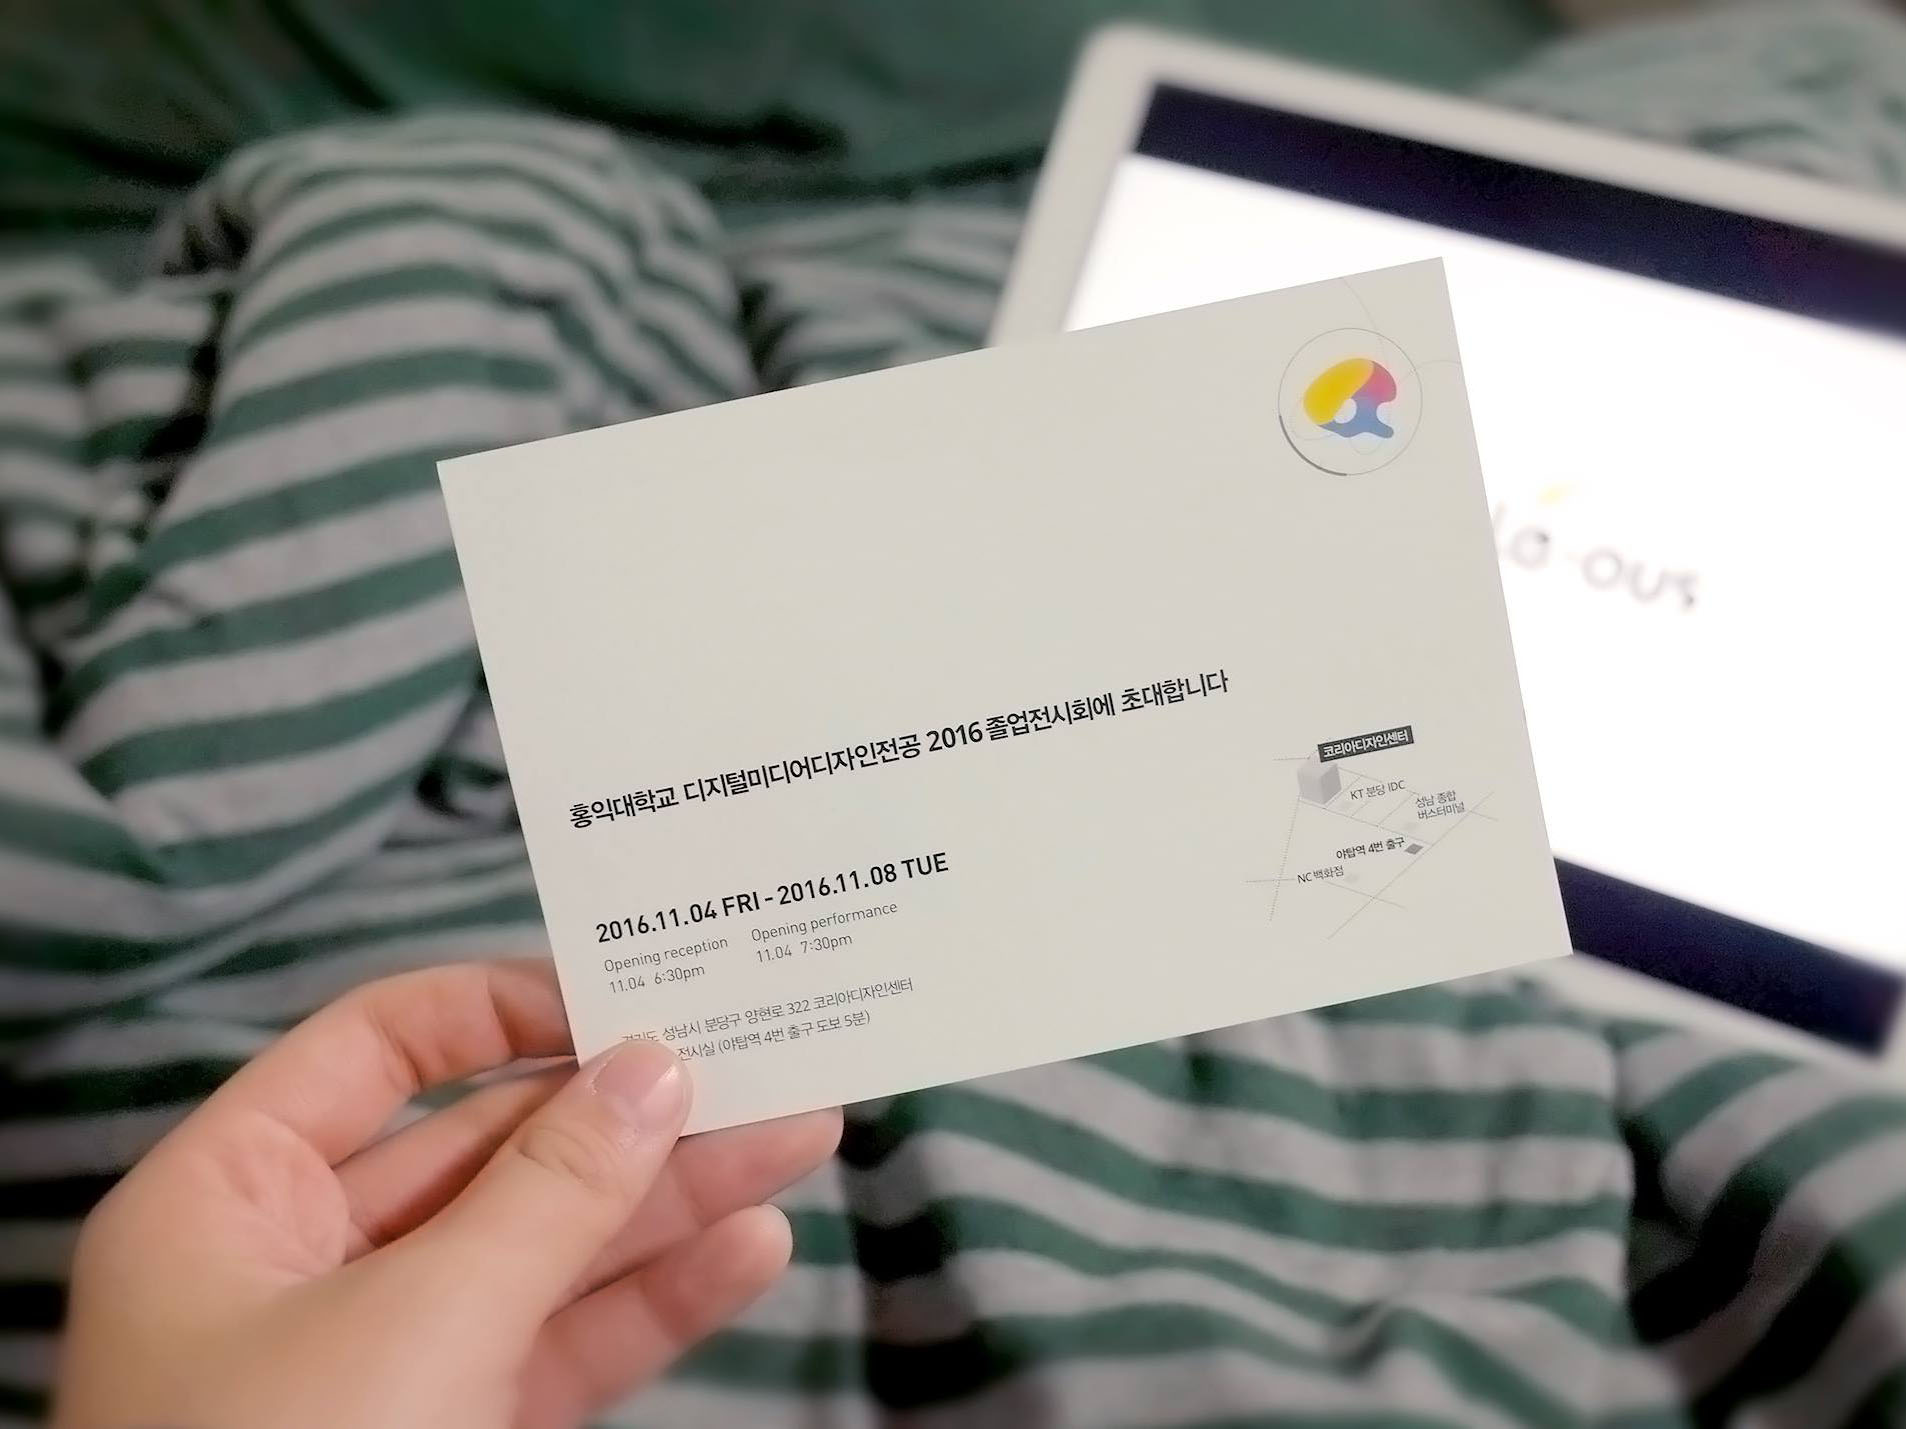 홍익대학교 디지털미디어디자인전공 2016 졸업전시회에 초대합니다
2016.11.04 FRI - 2016.11.08 TUE
Opening reception
11.04 6:30pm
Opening performance
11.04 7:30pm
성남시 분당구 양현로 322 코리아디자인센터
전시실 (야탑역 4번 출구 도보 5분)
코리아디자인센터
KT 분당 IDC
성남 종합
버스터미널
야탑역 4번 출구
NC 백화점